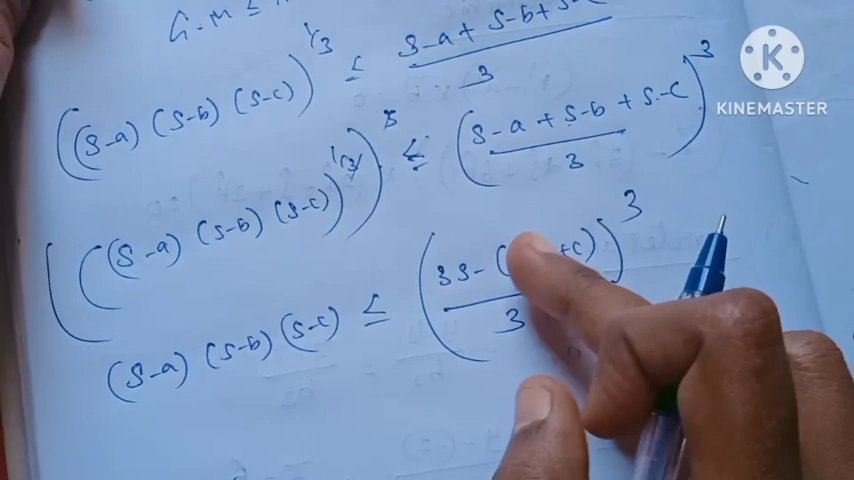 G.M ≤
((s-a) (s-b) (s-c))^1/3 ≤ (s-a + s-b + s-c)/3
(((s-a) (s-b) (s-c))^1/3)^3 ≤ ((s-a + s-b + s-c)/3)^3
(s-a) (s-b) (s-c) ≤ ((3s - ( +c))/3)^3
KINEMASTER